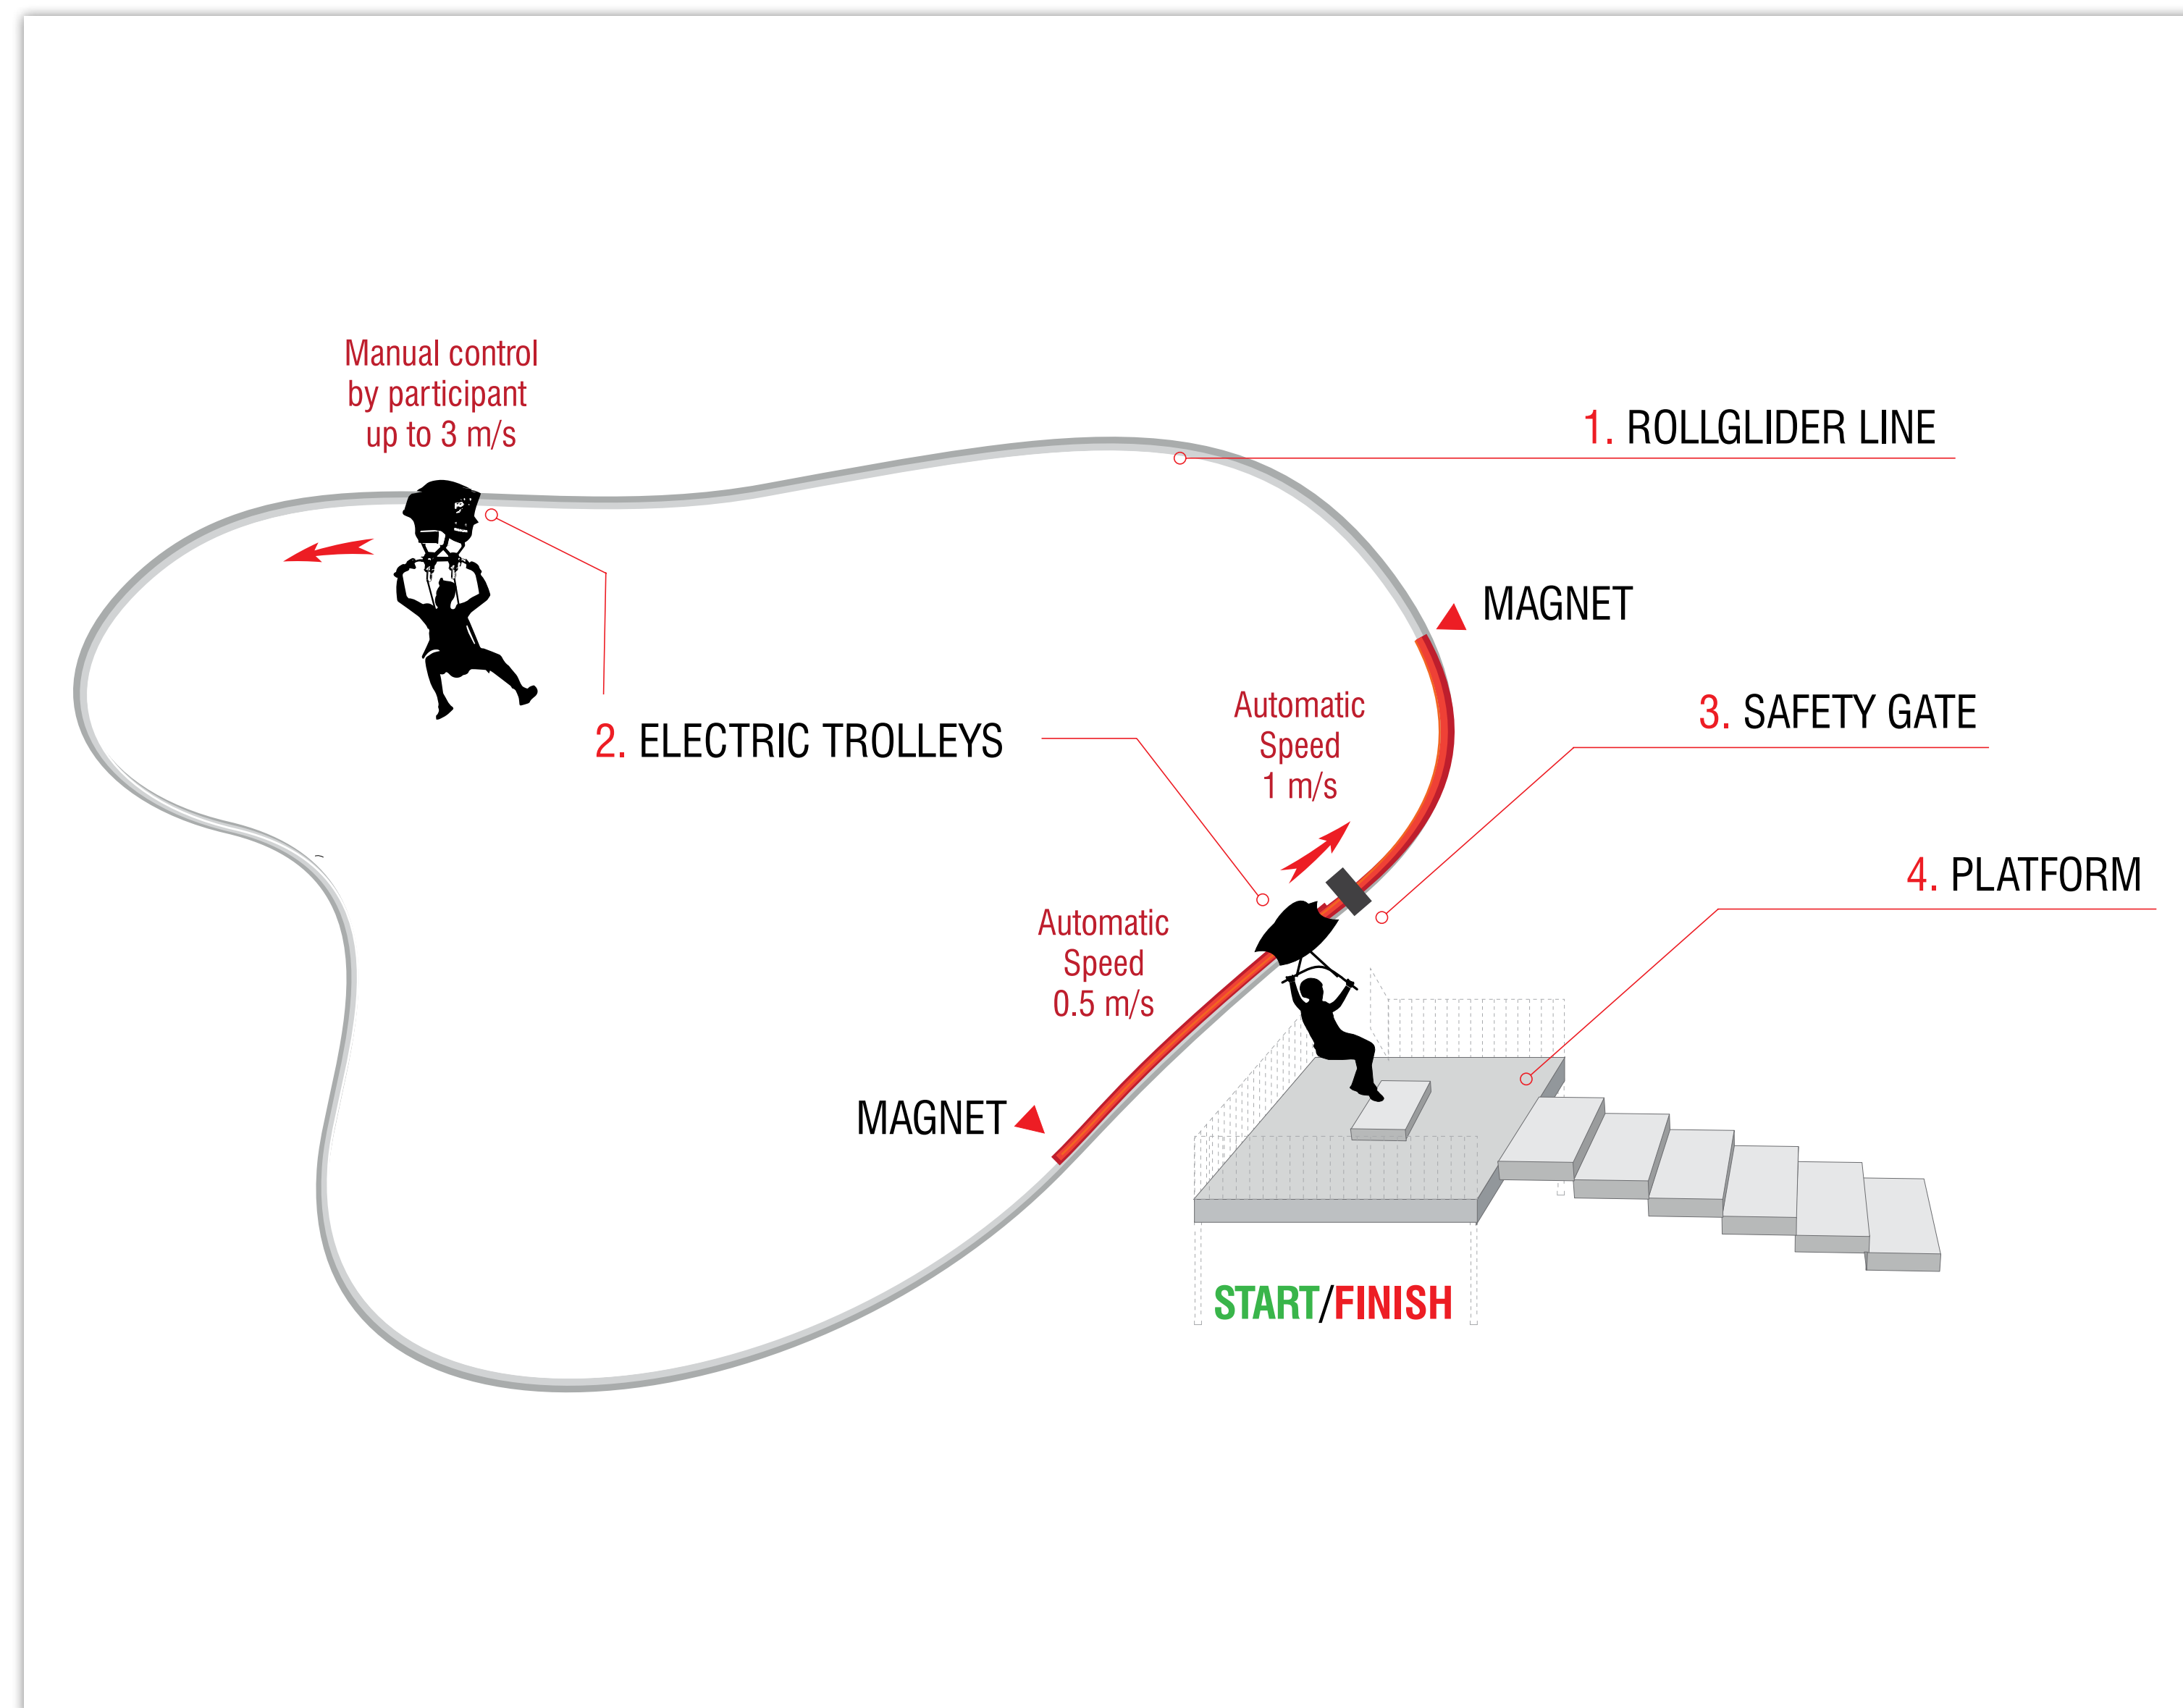 Manual control
by participant
up to 3 m/s
1. ROLLGLIDER LINE
MAGNET
2. ELECTRIC TROLLEYS
Automatic
Speed
1 m/s
3. SAFETY GATE
4. PLATFORM
Automatic
Speed
0.5 m/s
MAGNET
START/FINISH